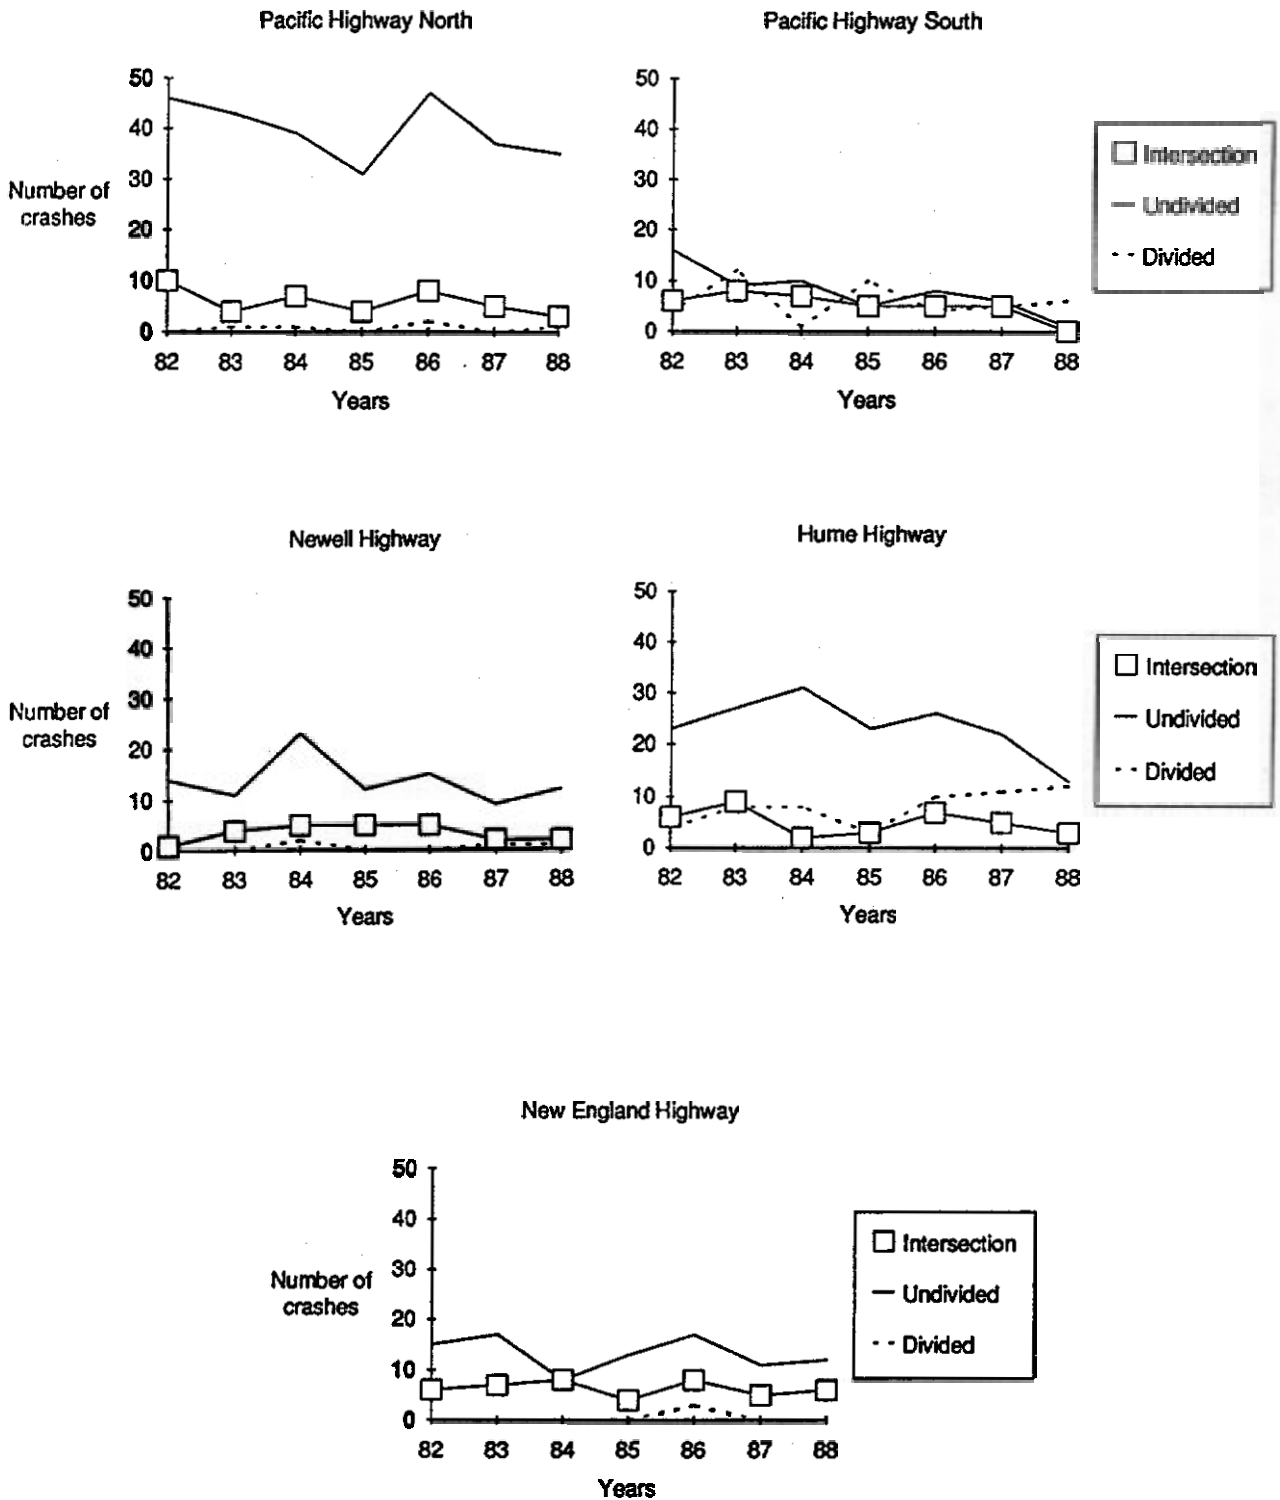 Pacific Highway North
Pacific Highway South
50
40
30
20
10
0
Number of
crashes
82 83 84 85 86 87 88
Years
50
40
30
20
10
0
82 83 84 85 86 87 88
Years
Intersection
Undivided
Divided
Newell Highway
Hume Highway
50
40
30
20
10
0
Number of
crashes
82 83 84 85 86 87 88
Years
50
40
30
20
10
0
82 83 84 85 86 87 88
Years
Intersection
Undivided
Divided
New England Highway
50
40
30
20
10
0
Number of
crashes
82 83 84 85 86 87 88
Years
Intersection
Undivided
Divided